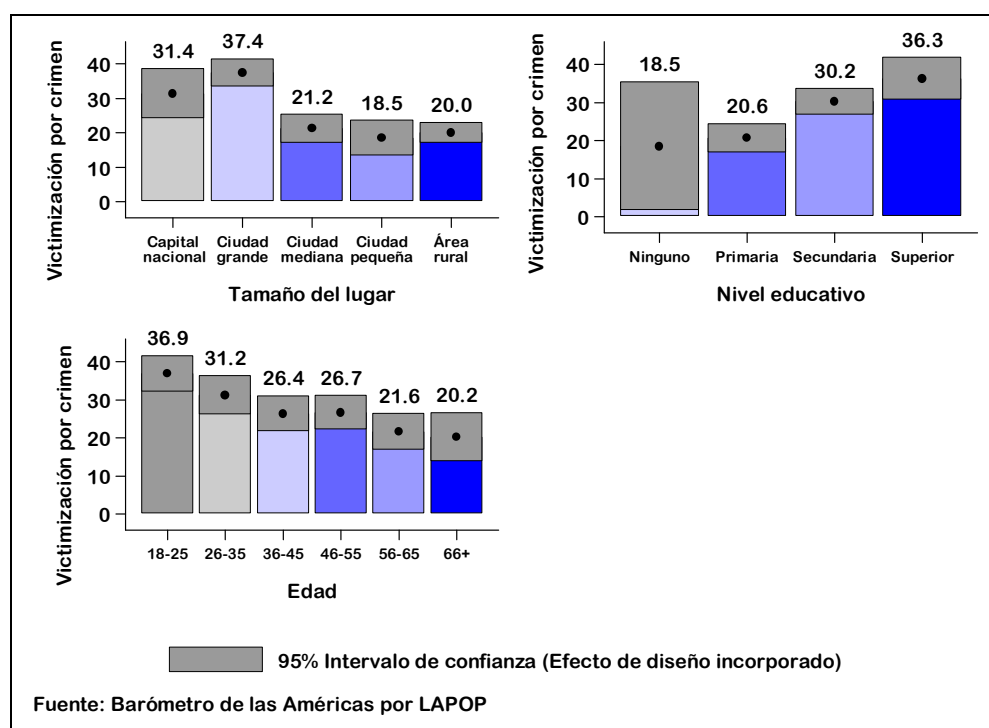 Victimización por crimen
40
30
20
10
0
31.4
37.4
21.2
18.5
20.0
Capital nacional
Ciudad grande
Ciudad mediana
Ciudad pequeña
Área rural
Tamaño del lugar
Victimización por crimen
40
30
20
10
0
18.5
20.6
30.2
36.3
Ninguno
Primaria
Secundaria
Superior
Nivel educativo
Victimización por crimen
40
30
20
10
0
36.9
31.2
26.4
26.7
21.6
20.2
18-25
26-35
36-45
46-55
56-65
66+
Edad
95% Intervalo de confianza (Efecto de diseño incorporado)
Fuente: Barómetro de las Américas por LAPOP